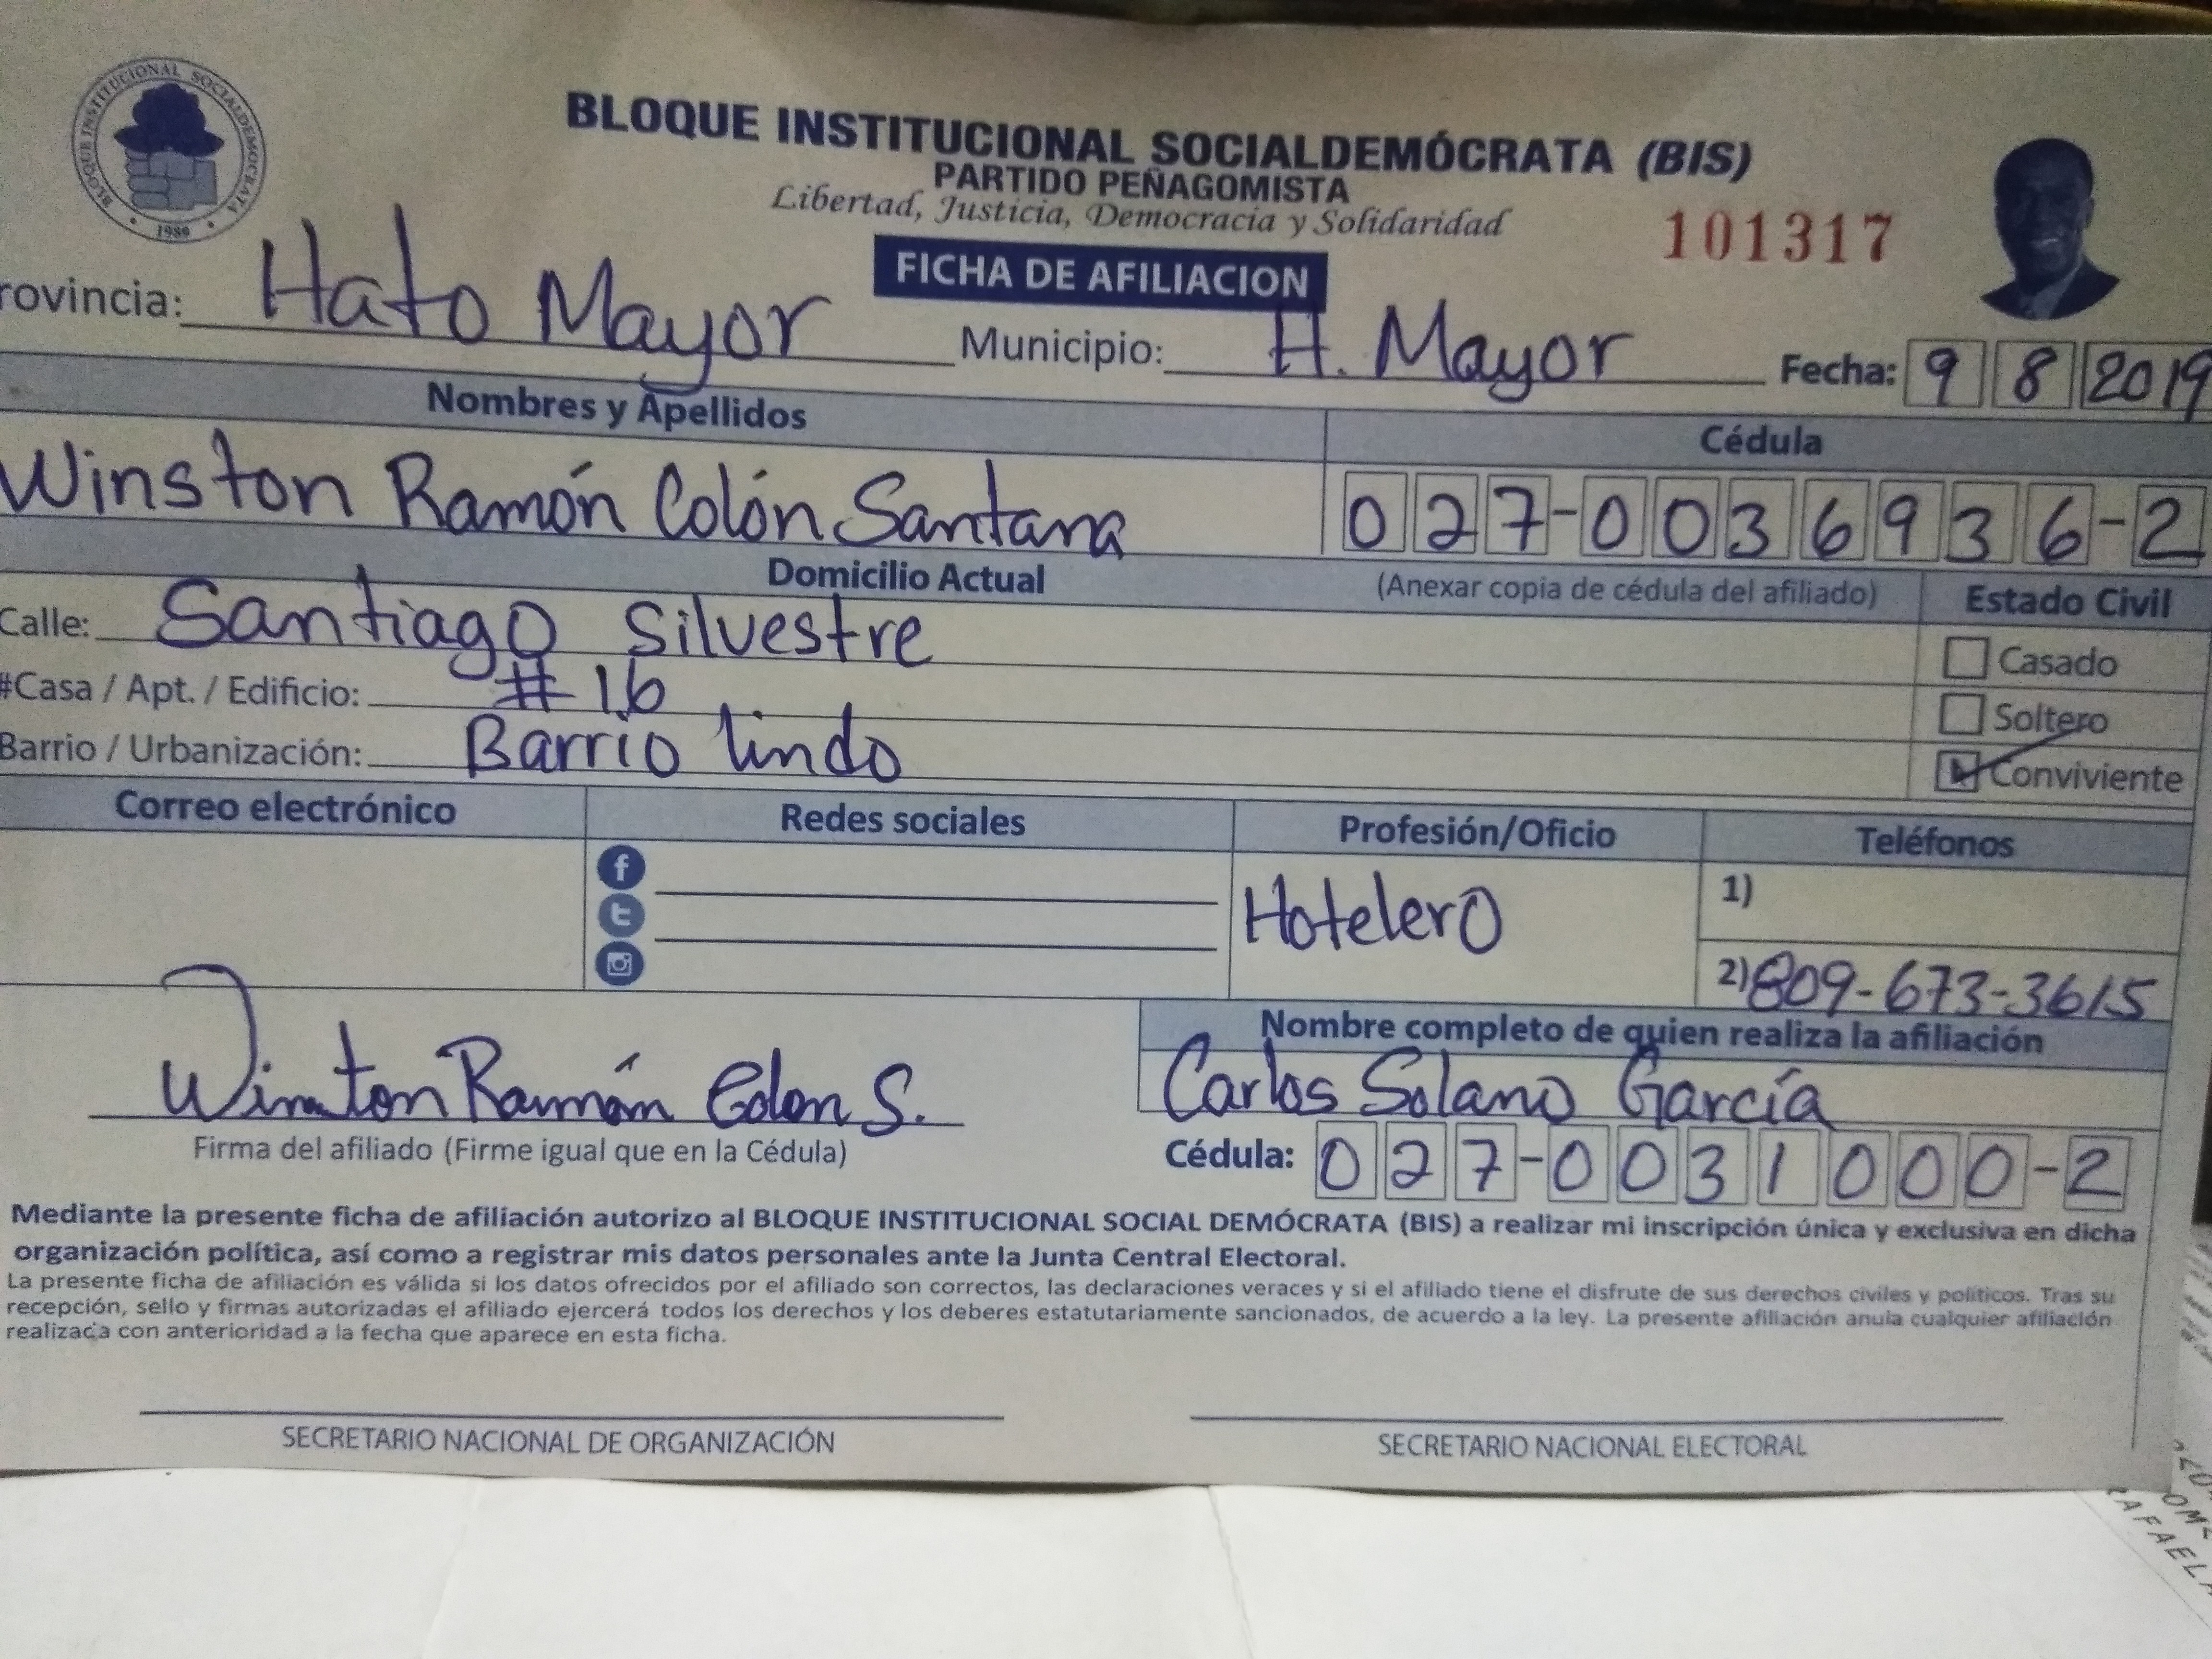 BLOQUE INSTITUCIONAL SOCIALDEMOCRATA
1989
BLOQUE INSTITUCIONAL SOCIALDEMÓCRATA (BIS)
PARTIDO PEÑAGOMISTA
Libertad, Justicia, Democracia y Solidaridad
101317
FICHA DE AFILIACION
rovincia: Hato Mayor Municipio: H. Mayor Fecha: 9 8 2019
Nombres y Apellidos Cédula
Winston Ramón Colón Santana 027-0036936-2
Domicilio Actual (Anexar copia de cédula del afiliado) Estado Civil
Calle: Santiago Silvestre
Casado
#Casa / Apt. / Edificio: #16
Soltero
Barrio / Urbanización: Barrio lindo
Conviviente
Correo electrónico Redes sociales Profesión/Oficio Teléfonos
f
1)
t
Hotelero
2) 809-673-3615
Nombre completo de quien realiza la afiliación
Winston Ramón Colon S. Carlos Solano García
Firma del afiliado (Firme igual que en la Cédula) Cédula: 027-0031000-2
Mediante la presente ficha de afiliación autorizo al BLOQUE INSTITUCIONAL SOCIAL DEMÓCRATA (BIS) a realizar mi inscripción única y exclusiva en dicha
organización política, así como a registrar mis datos personales ante la Junta Central Electoral.
La presente ficha de afiliación es válida si los datos ofrecidos por el afiliado son correctos, las declaraciones veraces y si el afiliado tiene el disfrute de sus derechos civiles y políticos. Tras su
recepción, sello y firmas autorizadas el afiliado ejercerá todos los derechos y los deberes estatutariamente sancionados, de acuerdo a la ley. La presente afiliación anula cualquier afiliación
realizada con anterioridad a la fecha que aparece en esta ficha.
SECRETARIO NACIONAL DE ORGANIZACIÓN SECRETARIO NACIONAL ELECTORAL